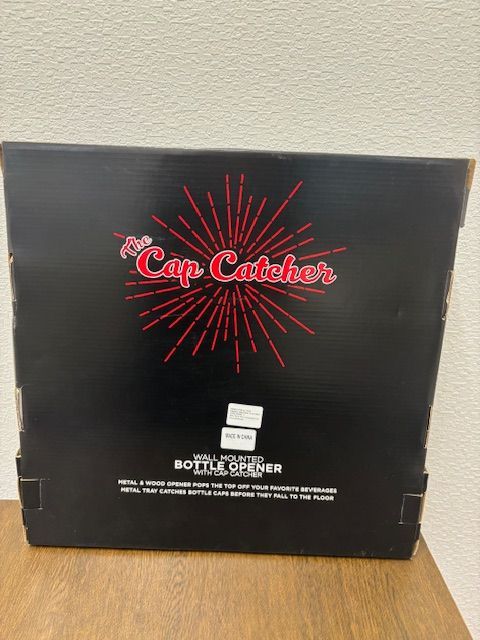 The
Cap Catcher
MADE IN CHINA
WALL MOUNTED
BOTTLE OPENER
WITH CAP CATCHER
METAL & WOOD OPENER POPS THE TOP OFF YOUR FAVORITE BEVERAGES
METAL TRAY CATCHES BOTTLE CAPS BEFORE THEY FALL TO THE FLOOR